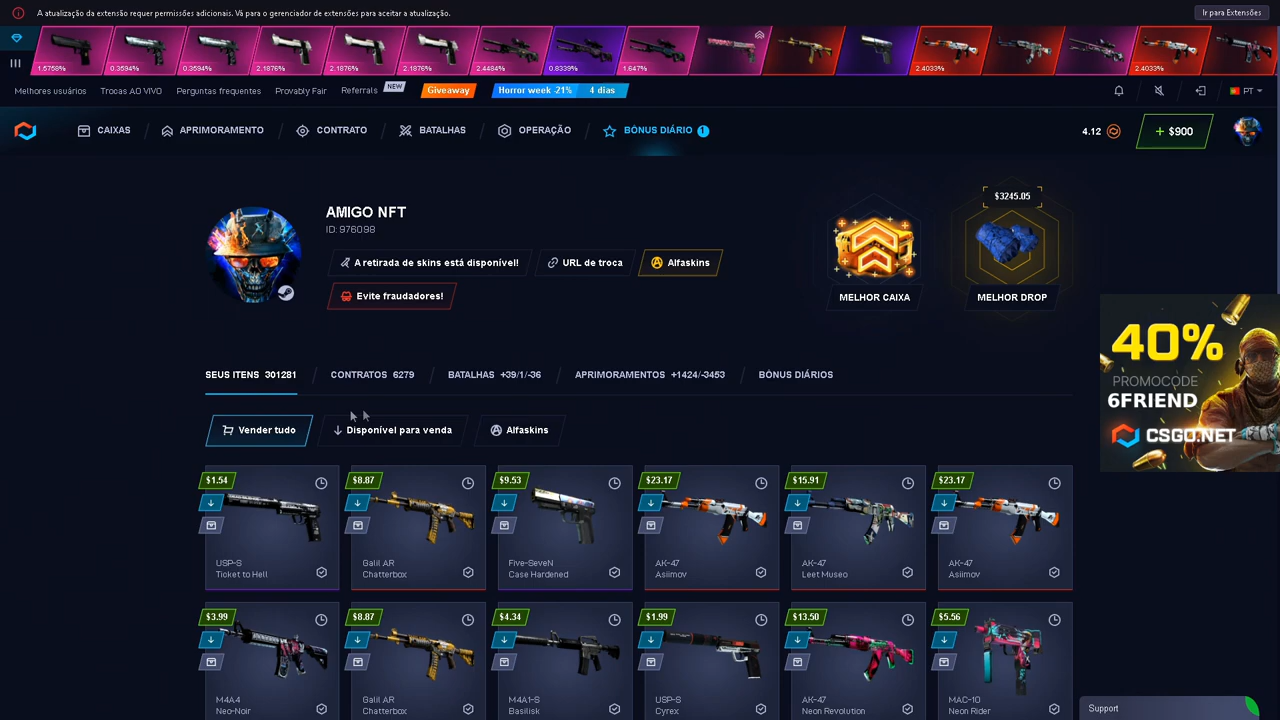 A atualização da extensão requer permissões adicionais. Vá para o gerenciador de extensões para aceitar a atualização.
Ir para Extensões
1.5758%
0.3594%
0.3594%
2.1876%
2.1876%
2.1876%
2.4484%
0.8339%
1.647%
2.4033%
2.4033%
Melhores usuários
Trocas AO VIVO
Perguntas frequentes
Provably Fair
Referrals
NEW
Giveaway
Horror week -21%
4 dias
PT
CAIXAS
APRIMORAMENTO
CONTRATO
BATALHAS
OPERAÇÃO
BÔNUS DIÁRIO 1
4.12
+ $900
AMIGO NFT
ID: 976098
A retirada de skins está disponível!
URL de troca
Alfaskins
Evite fraudadores!
MELHOR CAIXA
$3245.05
MELHOR DROP
40%
PROMOCODE
6FRIEND
CSGO.NET
SEUS ITENS 301281
CONTRATOS 6279
BATALHAS +39/1/-36
APRIMORAMENTOS +1424/-3453
BÔNUS DIÁRIOS
Vender tudo
Disponível para venda
Alfaskins
$1.54
USP-S
Ticket to Hell
$8.87
Galil AR
Chatterbox
$9.53
Five-SeveN
Case Hardened
$23.17
AK-47
Asiimov
$15.91
AK-47
Leet Museo
$23.17
AK-47
Asiimov
$3.99
M4A4
Neo-Noir
$8.87
Galil AR
Chatterbox
$4.34
M4A1-S
Basilisk
$1.99
USP-S
Cyrex
$13.50
AK-47
Neon Revolution
$5.56
MAC-10
Neon Rider
Support